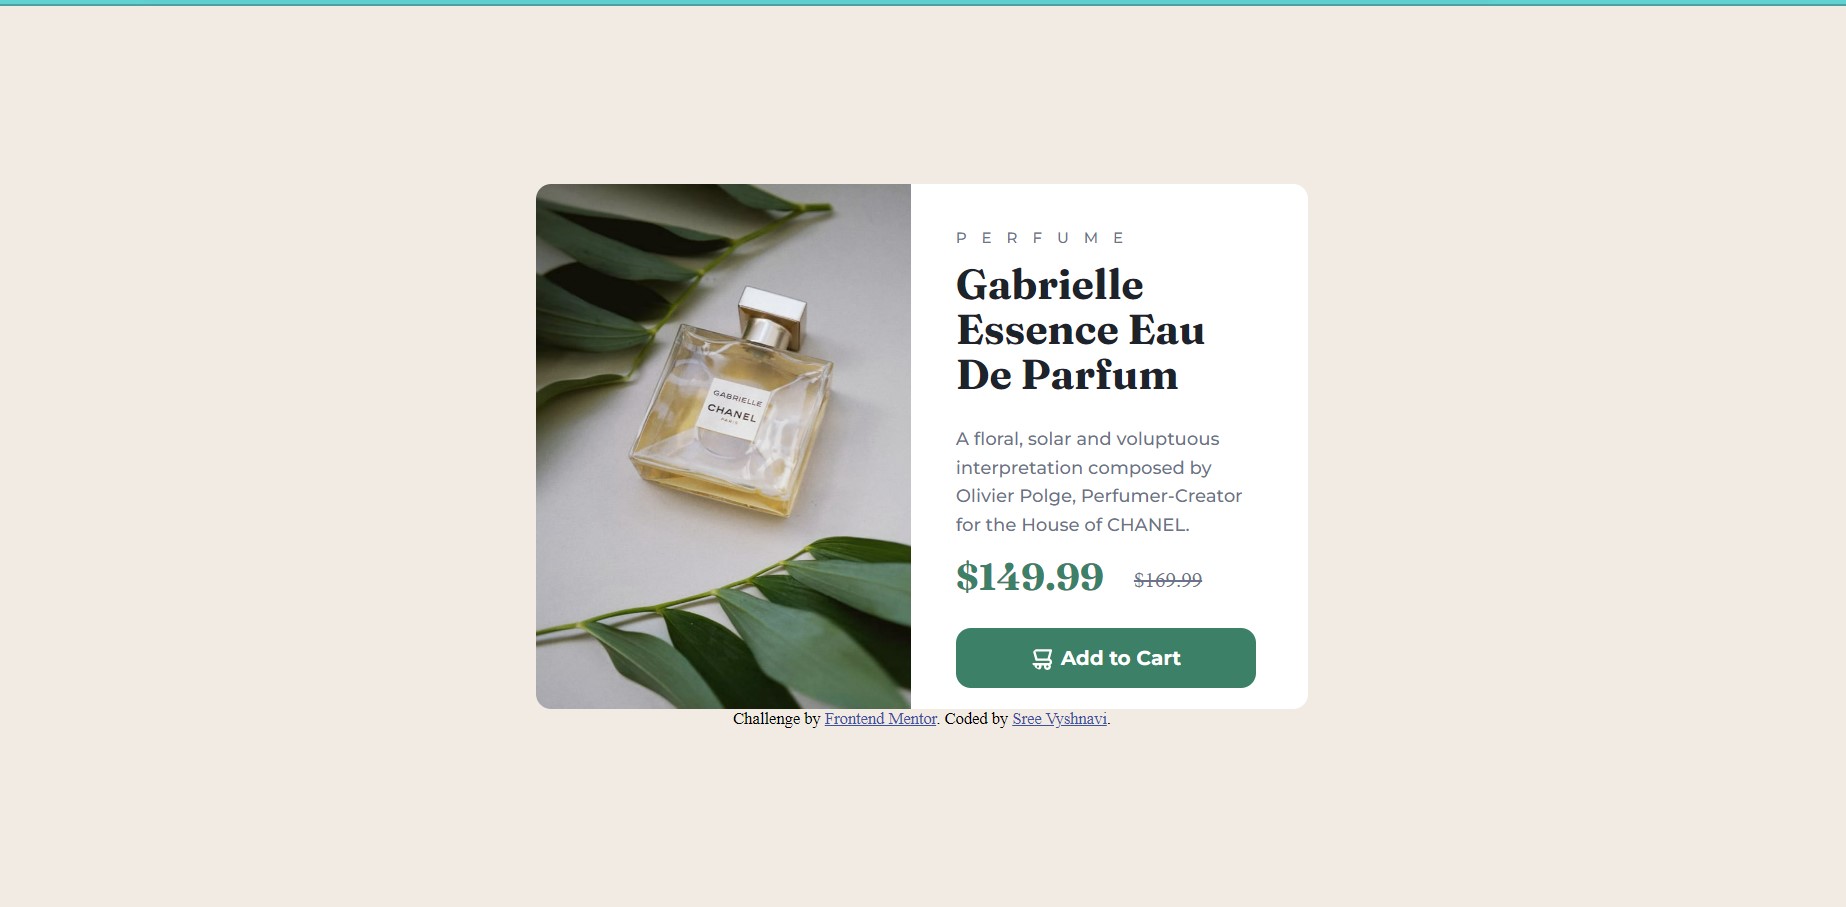 GABRIELLE
CHANEL
PARIS
P E R F U M E
Gabrielle
Essence Eau
De Parfum
A floral, solar and voluptuous
interpretation composed by
Olivier Polge, Perfumer-Creator
for the House of CHANEL.
$149.99 $169.99
Add to Cart
Challenge by Frontend Mentor. Coded by Sree Vyshnavi.